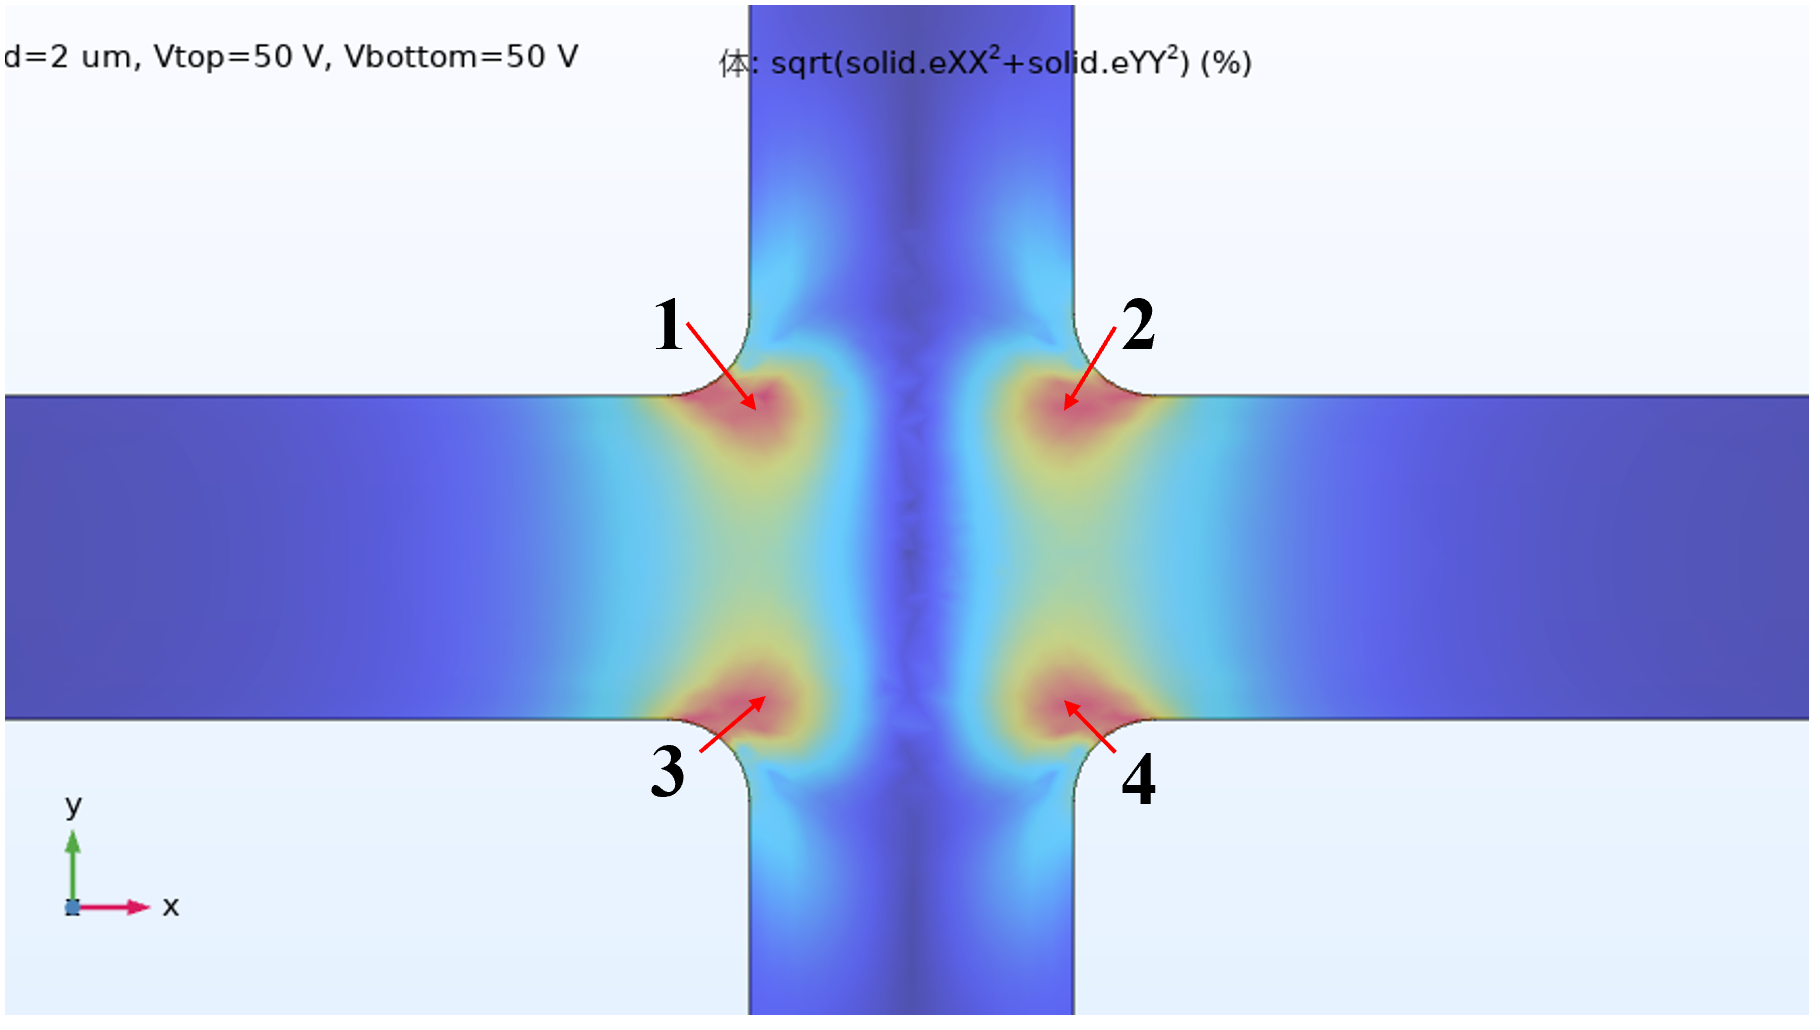 d=2 um, Vtop=50 V, Vbottom=50 V
体: sqrt(solid.eXX²+solid.eYY²) (%)
1
2
3
4
y
x